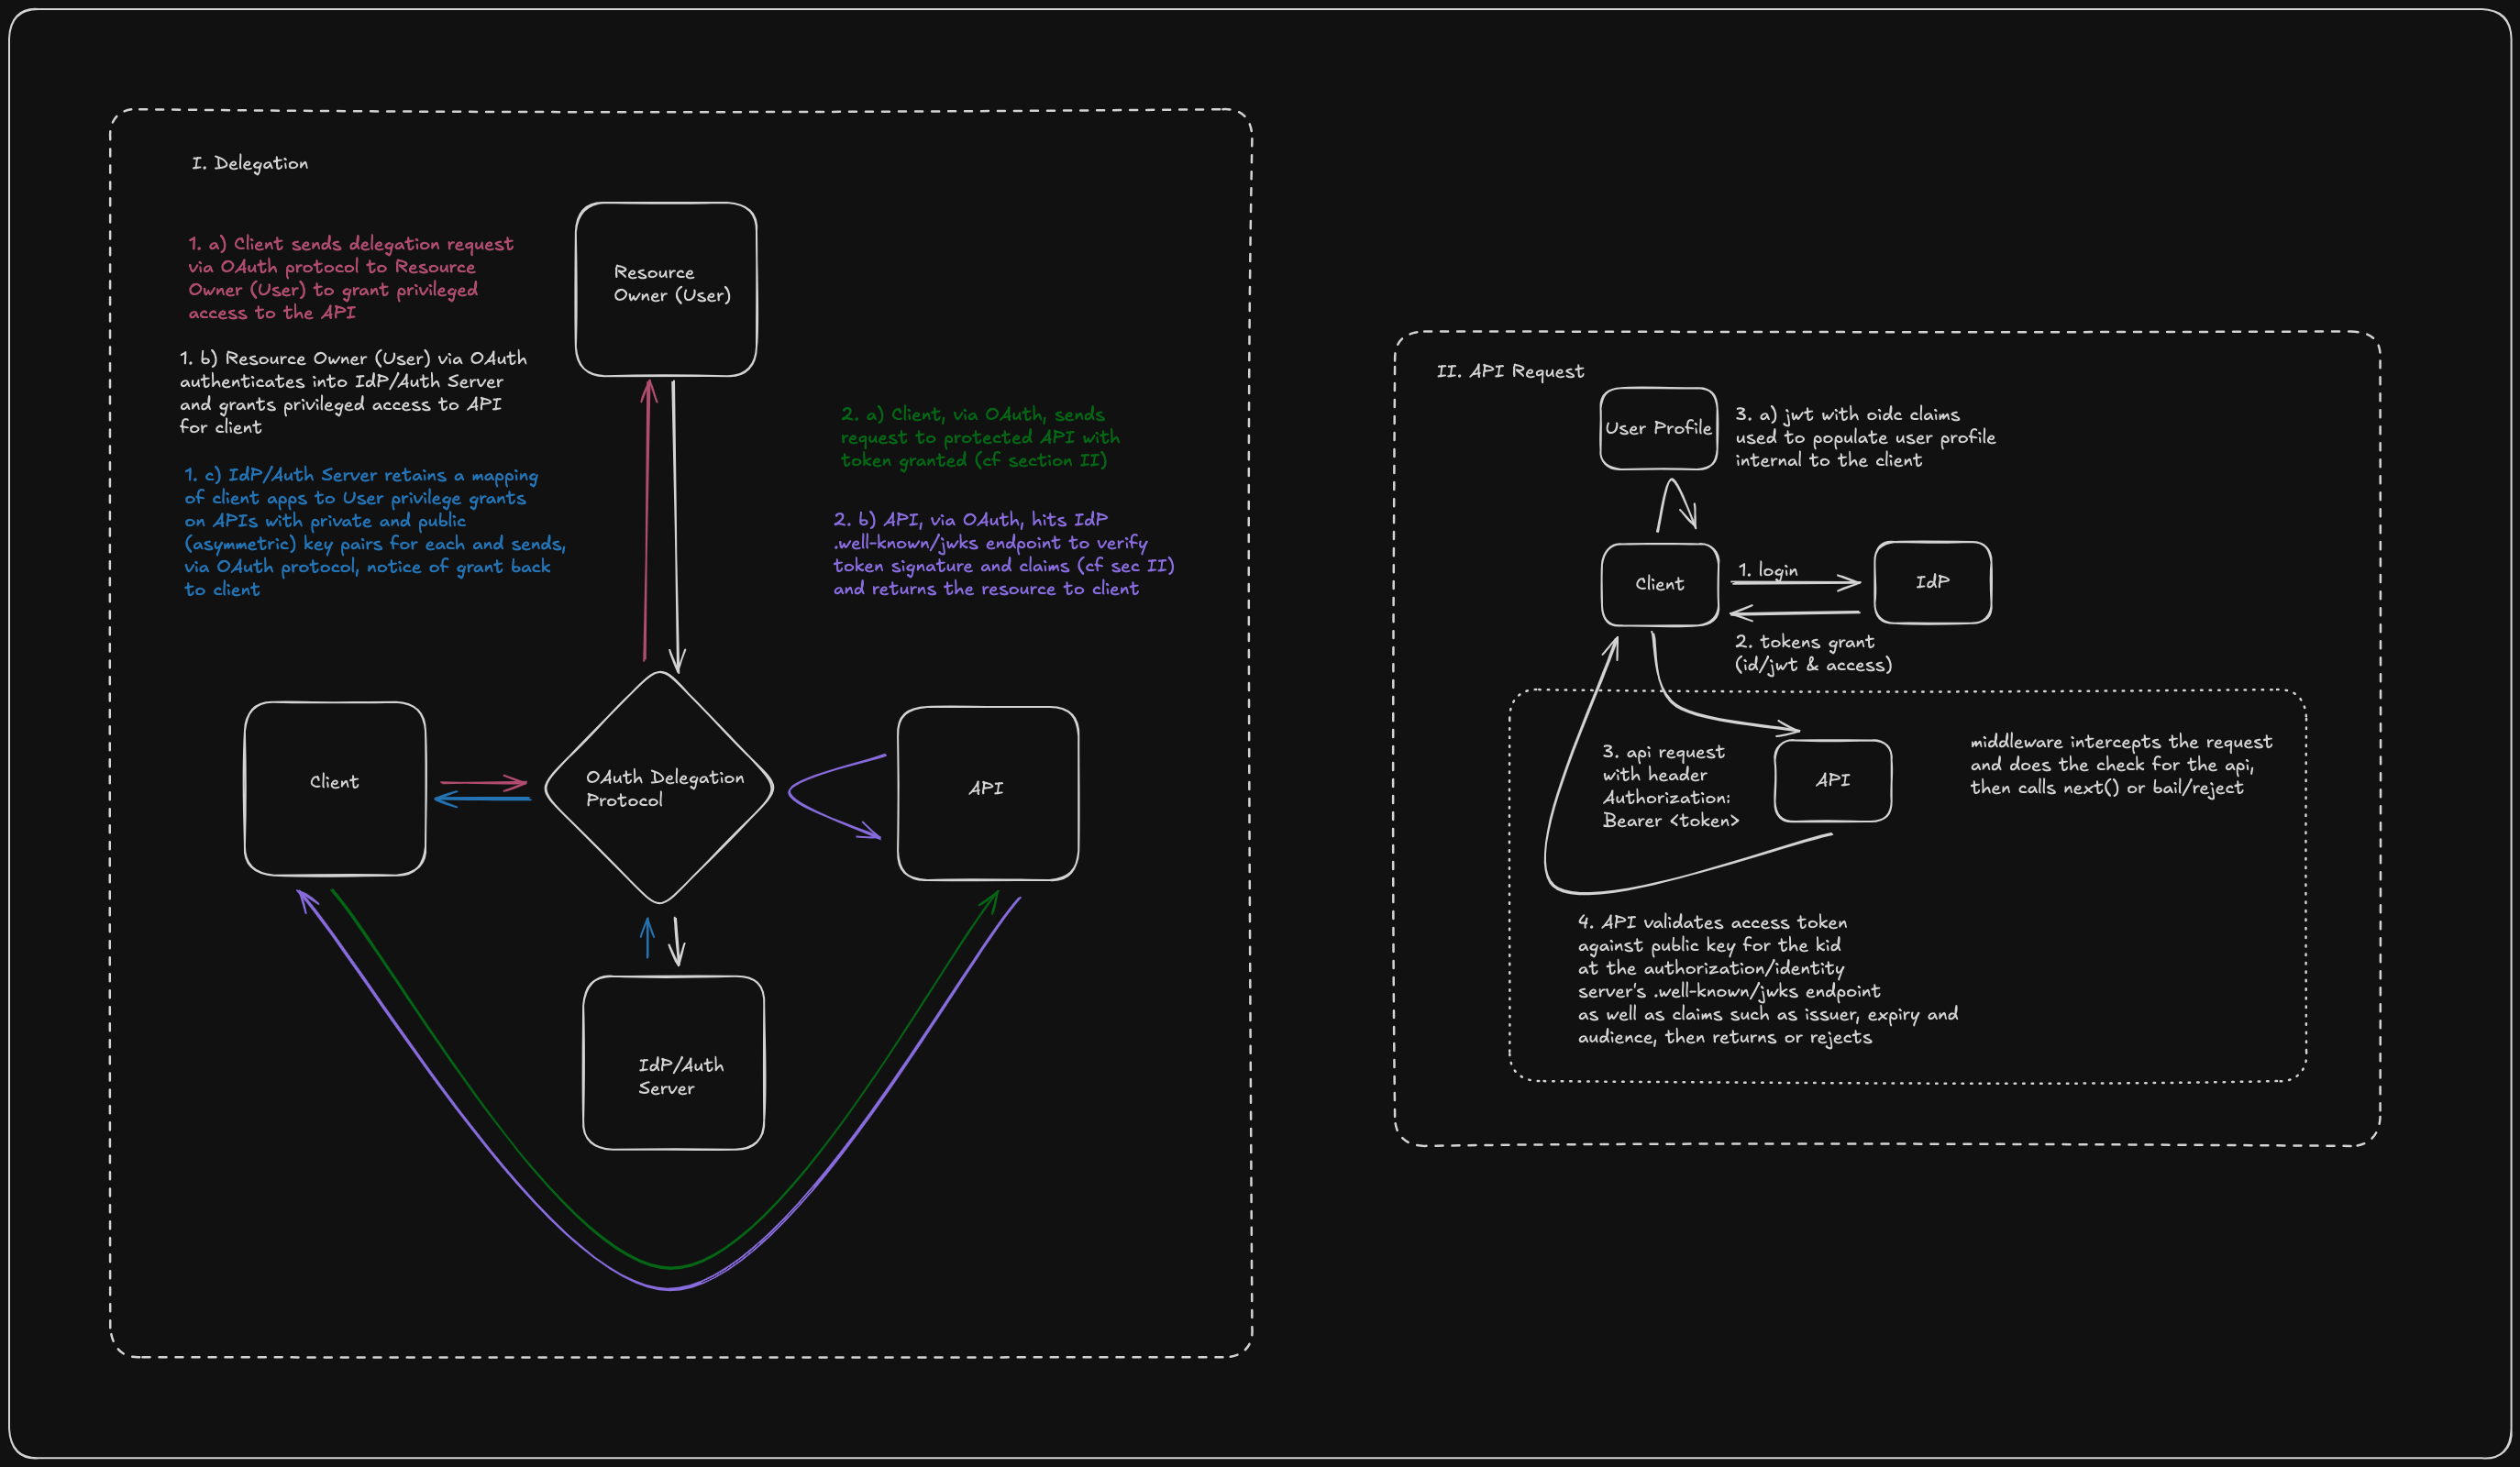 I. Delegation
1. a) Client sends delegation request
via OAuth protocol to Resource
Owner (User) to grant privileged
access to the API
1. b) Resource Owner (User) via OAuth
authenticates into IdP/Auth Server
and grants privileged access to API
for client
1. c) IdP/Auth Server retains a mapping
of client apps to User privilege grants
on APIs with private and public
(asymmetric) key pairs for each and sends,
via OAuth protocol, notice of grant back
to client
Resource
Owner (User)
2. a) Client, via OAuth, sends
request to protected API with
token granted (cf section II)
2. b) API, via OAuth, hits IdP
.well-known/jwks endpoint to verify
token signature and claims (cf sec II)
and returns the resource to client
Client
OAuth Delegation
Protocol
API
IdP/Auth
Server
II. API Request
User Profile
3. a) jwt with oidc claims
used to populate user profile
internal to the client
Client
1. login
IdP
2. tokens grant
(id/jwt & access)
3. api request
with header
Authorization:
Bearer <token>
API
middleware intercepts the request
and does the check for the api,
then calls next() or bail/reject
4. API validates access token
against public key for the kid
at the authorization/identity
server's .well-known/jwks endpoint
as well as claims such as issuer, expiry and
audience, then returns or rejects